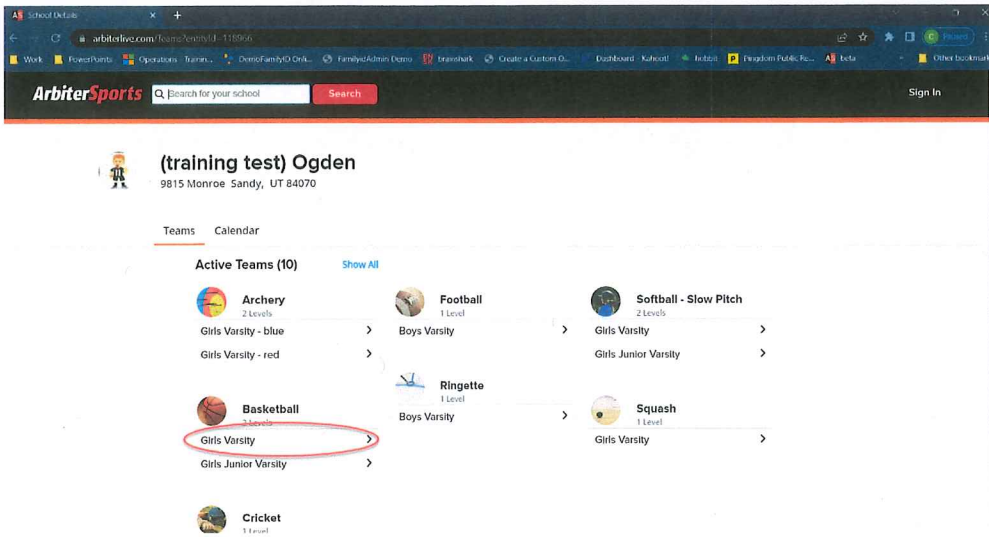 School Details
arbiterlive.com/Teams?entityId=118966
Paused
Work PowerPoints Operations Trainin... DemoFamilyID Onli... FamilyidAdmin Demo brainshark Create a Custom O... Dashboard - Kahoot! hobbit Pingdom Public Re... beta Other bookmark
ArbiterSports Search for your school Search Sign In
(training test) Ogden
9815 Monroe Sandy, UT 84070
Teams Calendar
Active Teams (10) Show All
Archery
2 Levels
Girls Varsity - blue
Girls Varsity - red
Basketball
2 Levels
Girls Varsity
Girls Junior Varsity
Cricket
1 Level
Football
1 Level
Boys Varsity
Ringette
1 Level
Boys Varsity
Softball - Slow Pitch
2 Levels
Girls Varsity
Girls Junior Varsity
Squash
1 Level
Girls Varsity